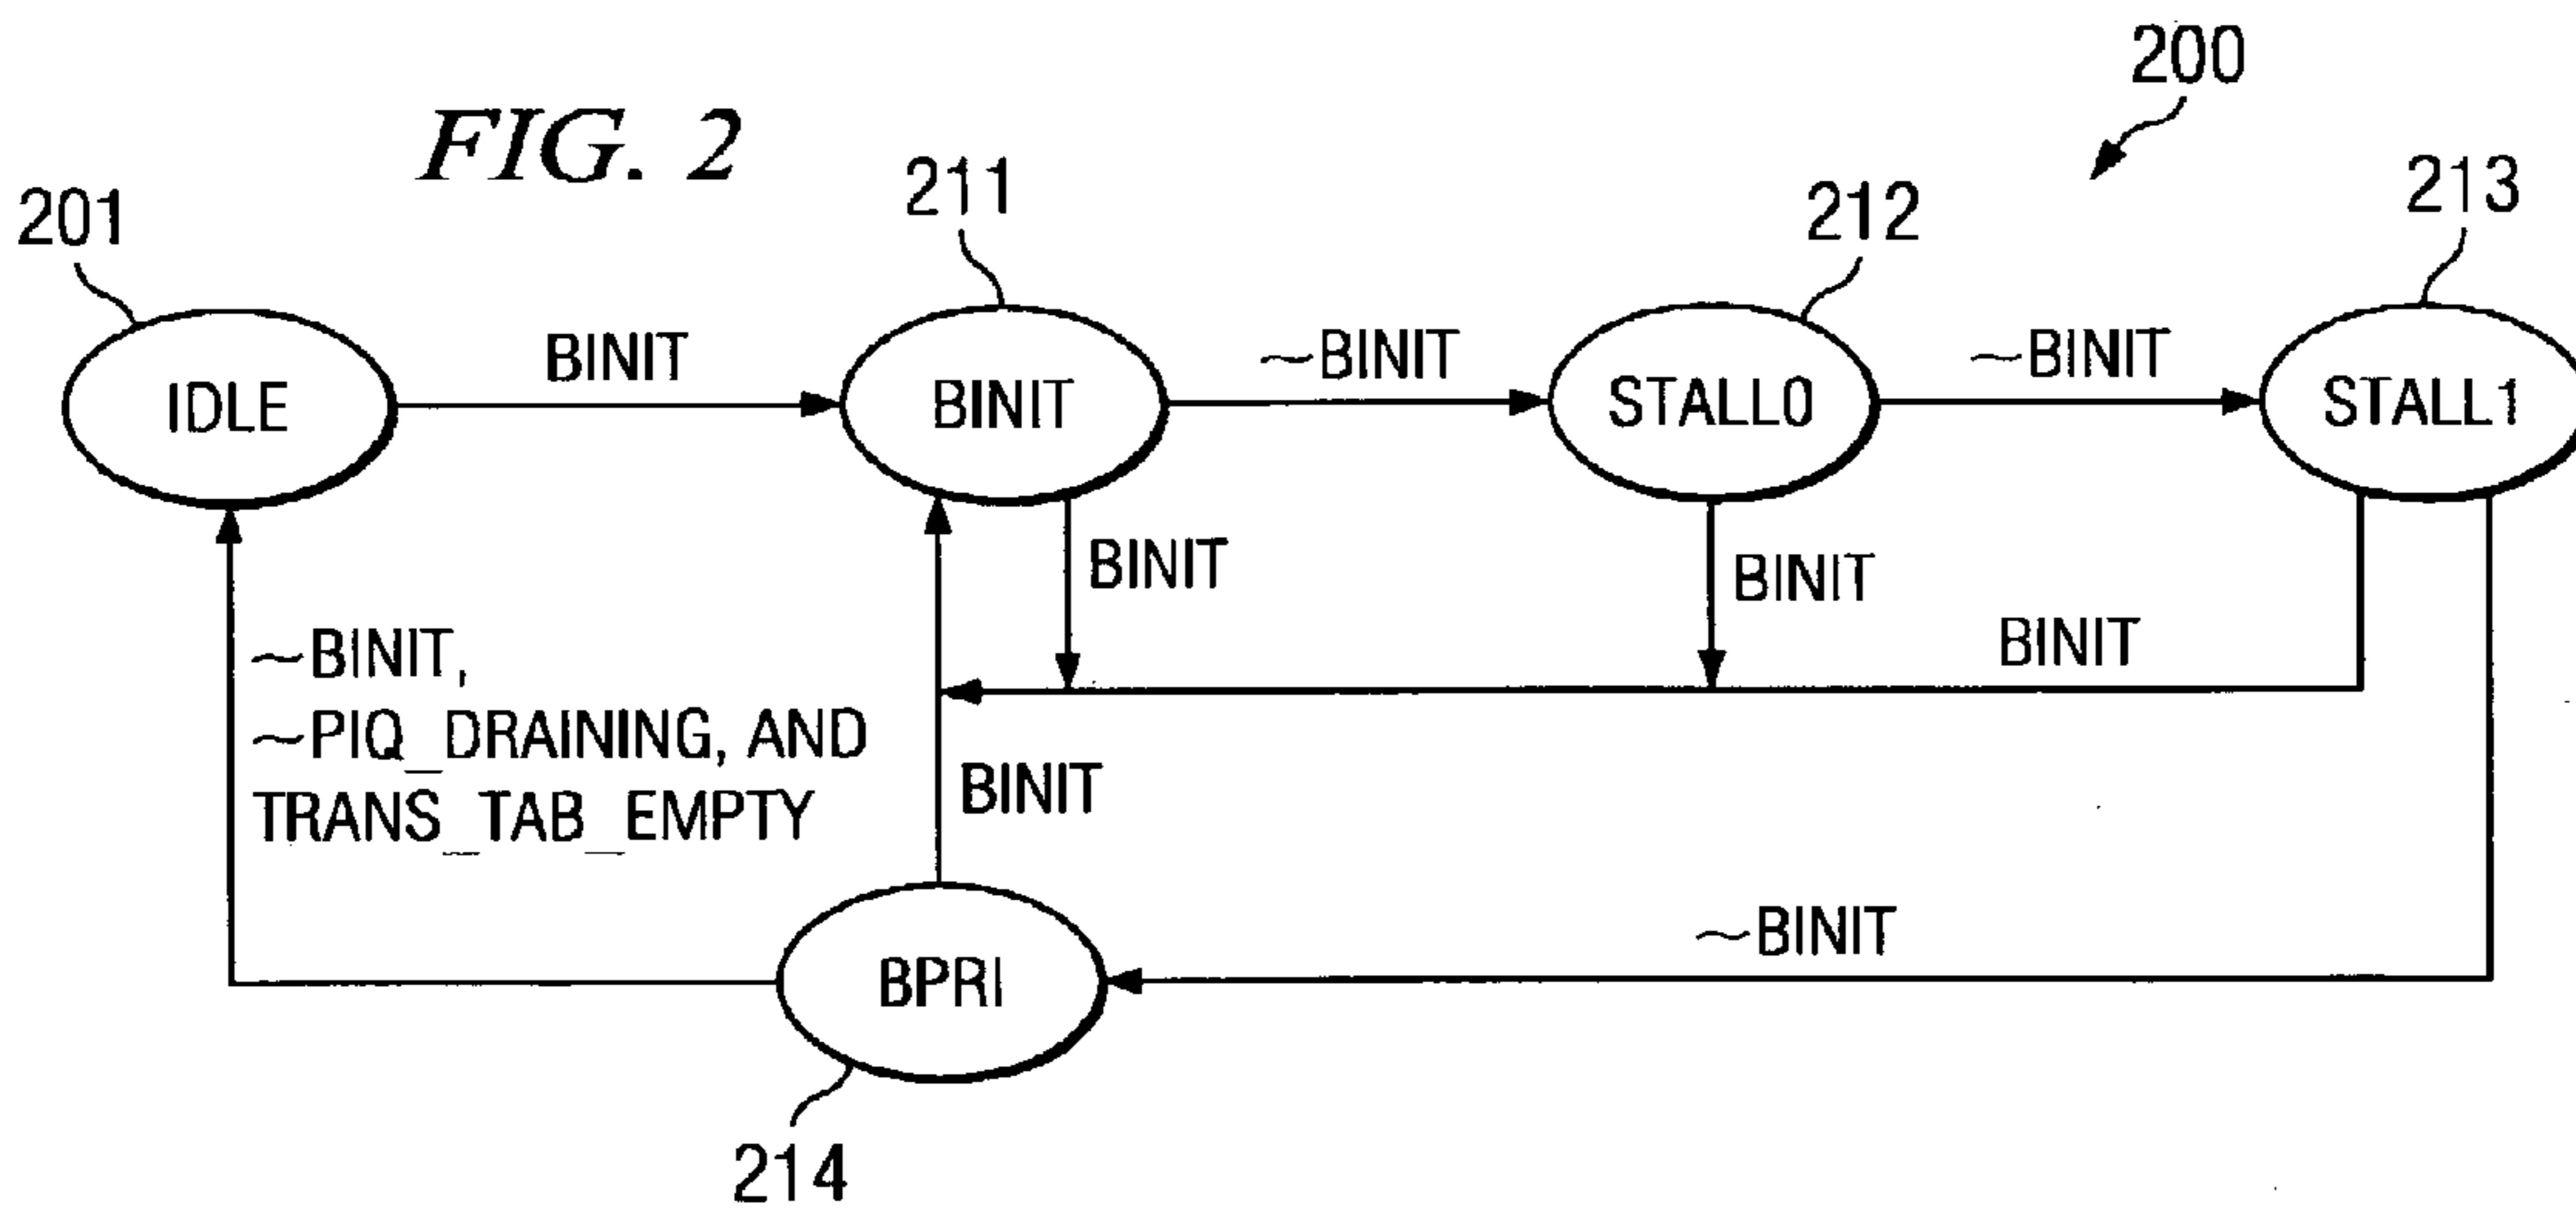 200
FIG. 2
201
211
212
213
IDLE
BINIT
BINIT
~BINIT
STALL0
~BINIT
STALL1
BINIT
BINIT
BINIT
~BINIT,
~PIQ_DRAINING, AND
TRANS_TAB_EMPTY
BINIT
~BINIT
BPRI
214